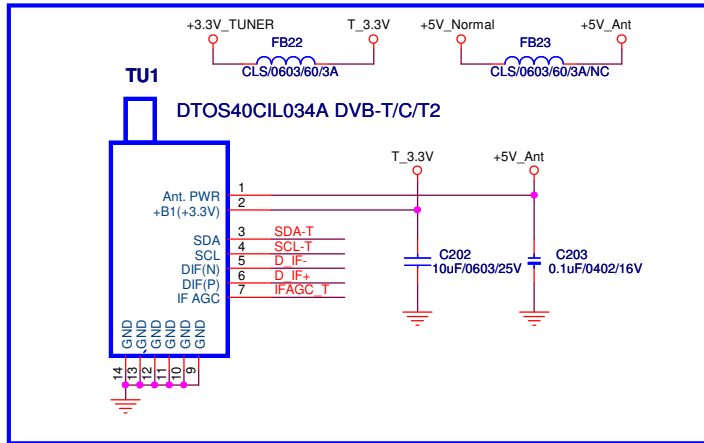 +3.3V_TUNER
T_3.3V
+5V_Normal
+5V_Ant
FB22
FB23
CLS/0603/60/3A
CLS/0603/60/3A/NC
TU1
DTOS40CIL034A DVB-T/C/T2
T_3.3V
+5V_Ant
Ant. PWR 1
+B1(+3.3V) 2
SDA 3 SDA-T
SCL 4 SCL-T
DIF(N) 5 D_IF-
DIF(P) 6 D_IF+
IF AGC 7 IFAGC_T
C202
10uF/0603/25V
C203
0.1uF/0402/16V
GND GND GND GND GND GND
14 13 12 11 10 9